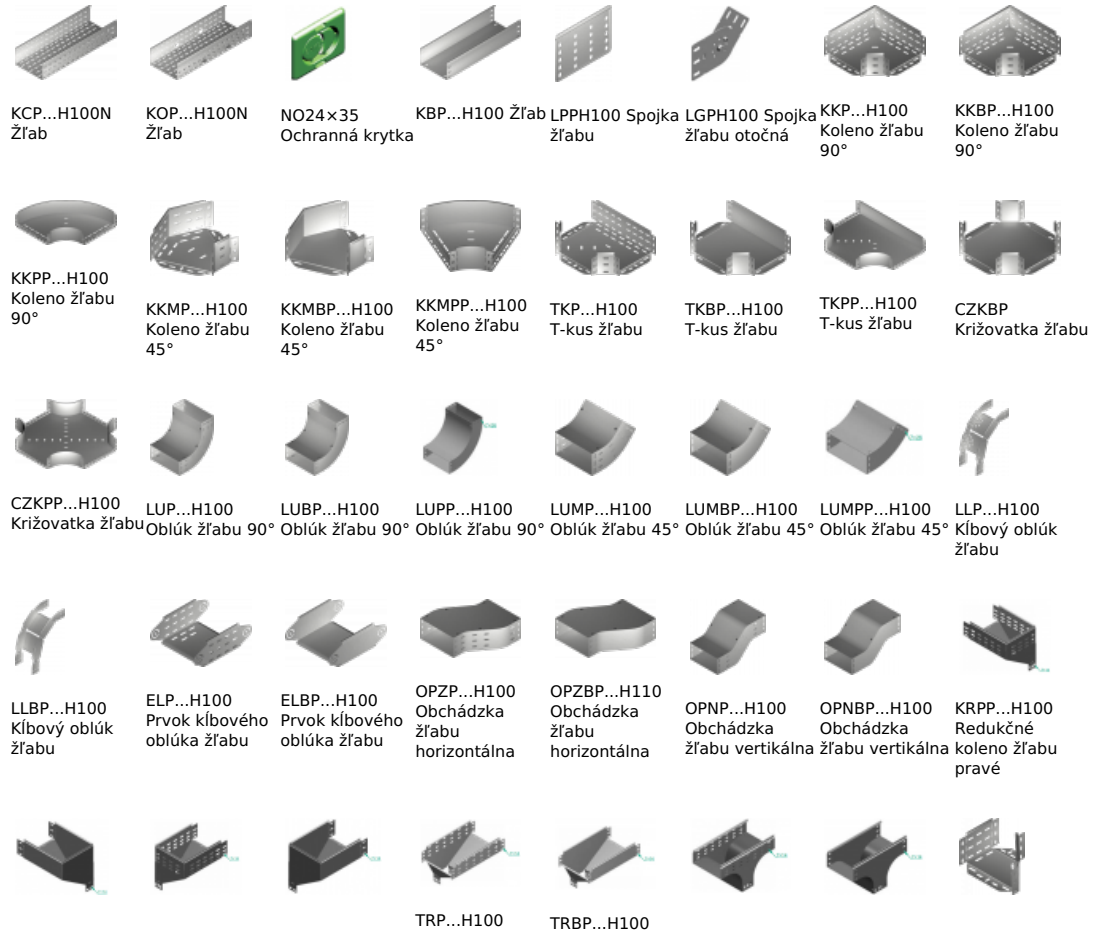 KCP...H100N
Žľab
KOP...H100N
Žľab
NO24×35
Ochranná krytka
KBP...H100 Žľab
LPPH100 Spojka
žľabu
LGPH100 Spojka
žľabu otočná
KKP...H100
Koleno žľabu
90°
KKBP...H100
Koleno žľabu
90°
KKPP...H100
Koleno žľabu
90°
KKMP...H100
Koleno žľabu
45°
KKMBP...H100
Koleno žľabu
45°
KKMPP...H100
Koleno žľabu
45°
TKP...H100
T-kus žľabu
TKBP...H100
T-kus žľabu
TKPP...H100
T-kus žľabu
CZKBP
Križovatka žľabu
CZKPP...H100
Križovatka žľabu
LUP...H100
Oblúk žľabu 90°
LUBP...H100
Oblúk žľabu 90°
LUPP...H100
Oblúk žľabu 90°
LUMP...H100
Oblúk žľabu 45°
LUMBP...H100
Oblúk žľabu 45°
LUMPP...H100
Oblúk žľabu 45°
LLP...H100
Kĺbový oblúk
žľabu
LLBP...H100
Kĺbový oblúk
žľabu
ELP...H100
Prvok kĺbového
oblúka žľabu
ELBP...H100
Prvok kĺbového
oblúka žľabu
OPZP...H100
Obchádzka
žľabu
horizontálna
OPZBP...H110
Obchádzka
žľabu
horizontálna
OPNP...H100
Obchádzka
žľabu vertikálna
OPNBP...H100
Obchádzka
žľabu vertikálna
KRPP...H100
Redukčné
koleno žľabu
pravé
TRP...H100
TRBP...H100